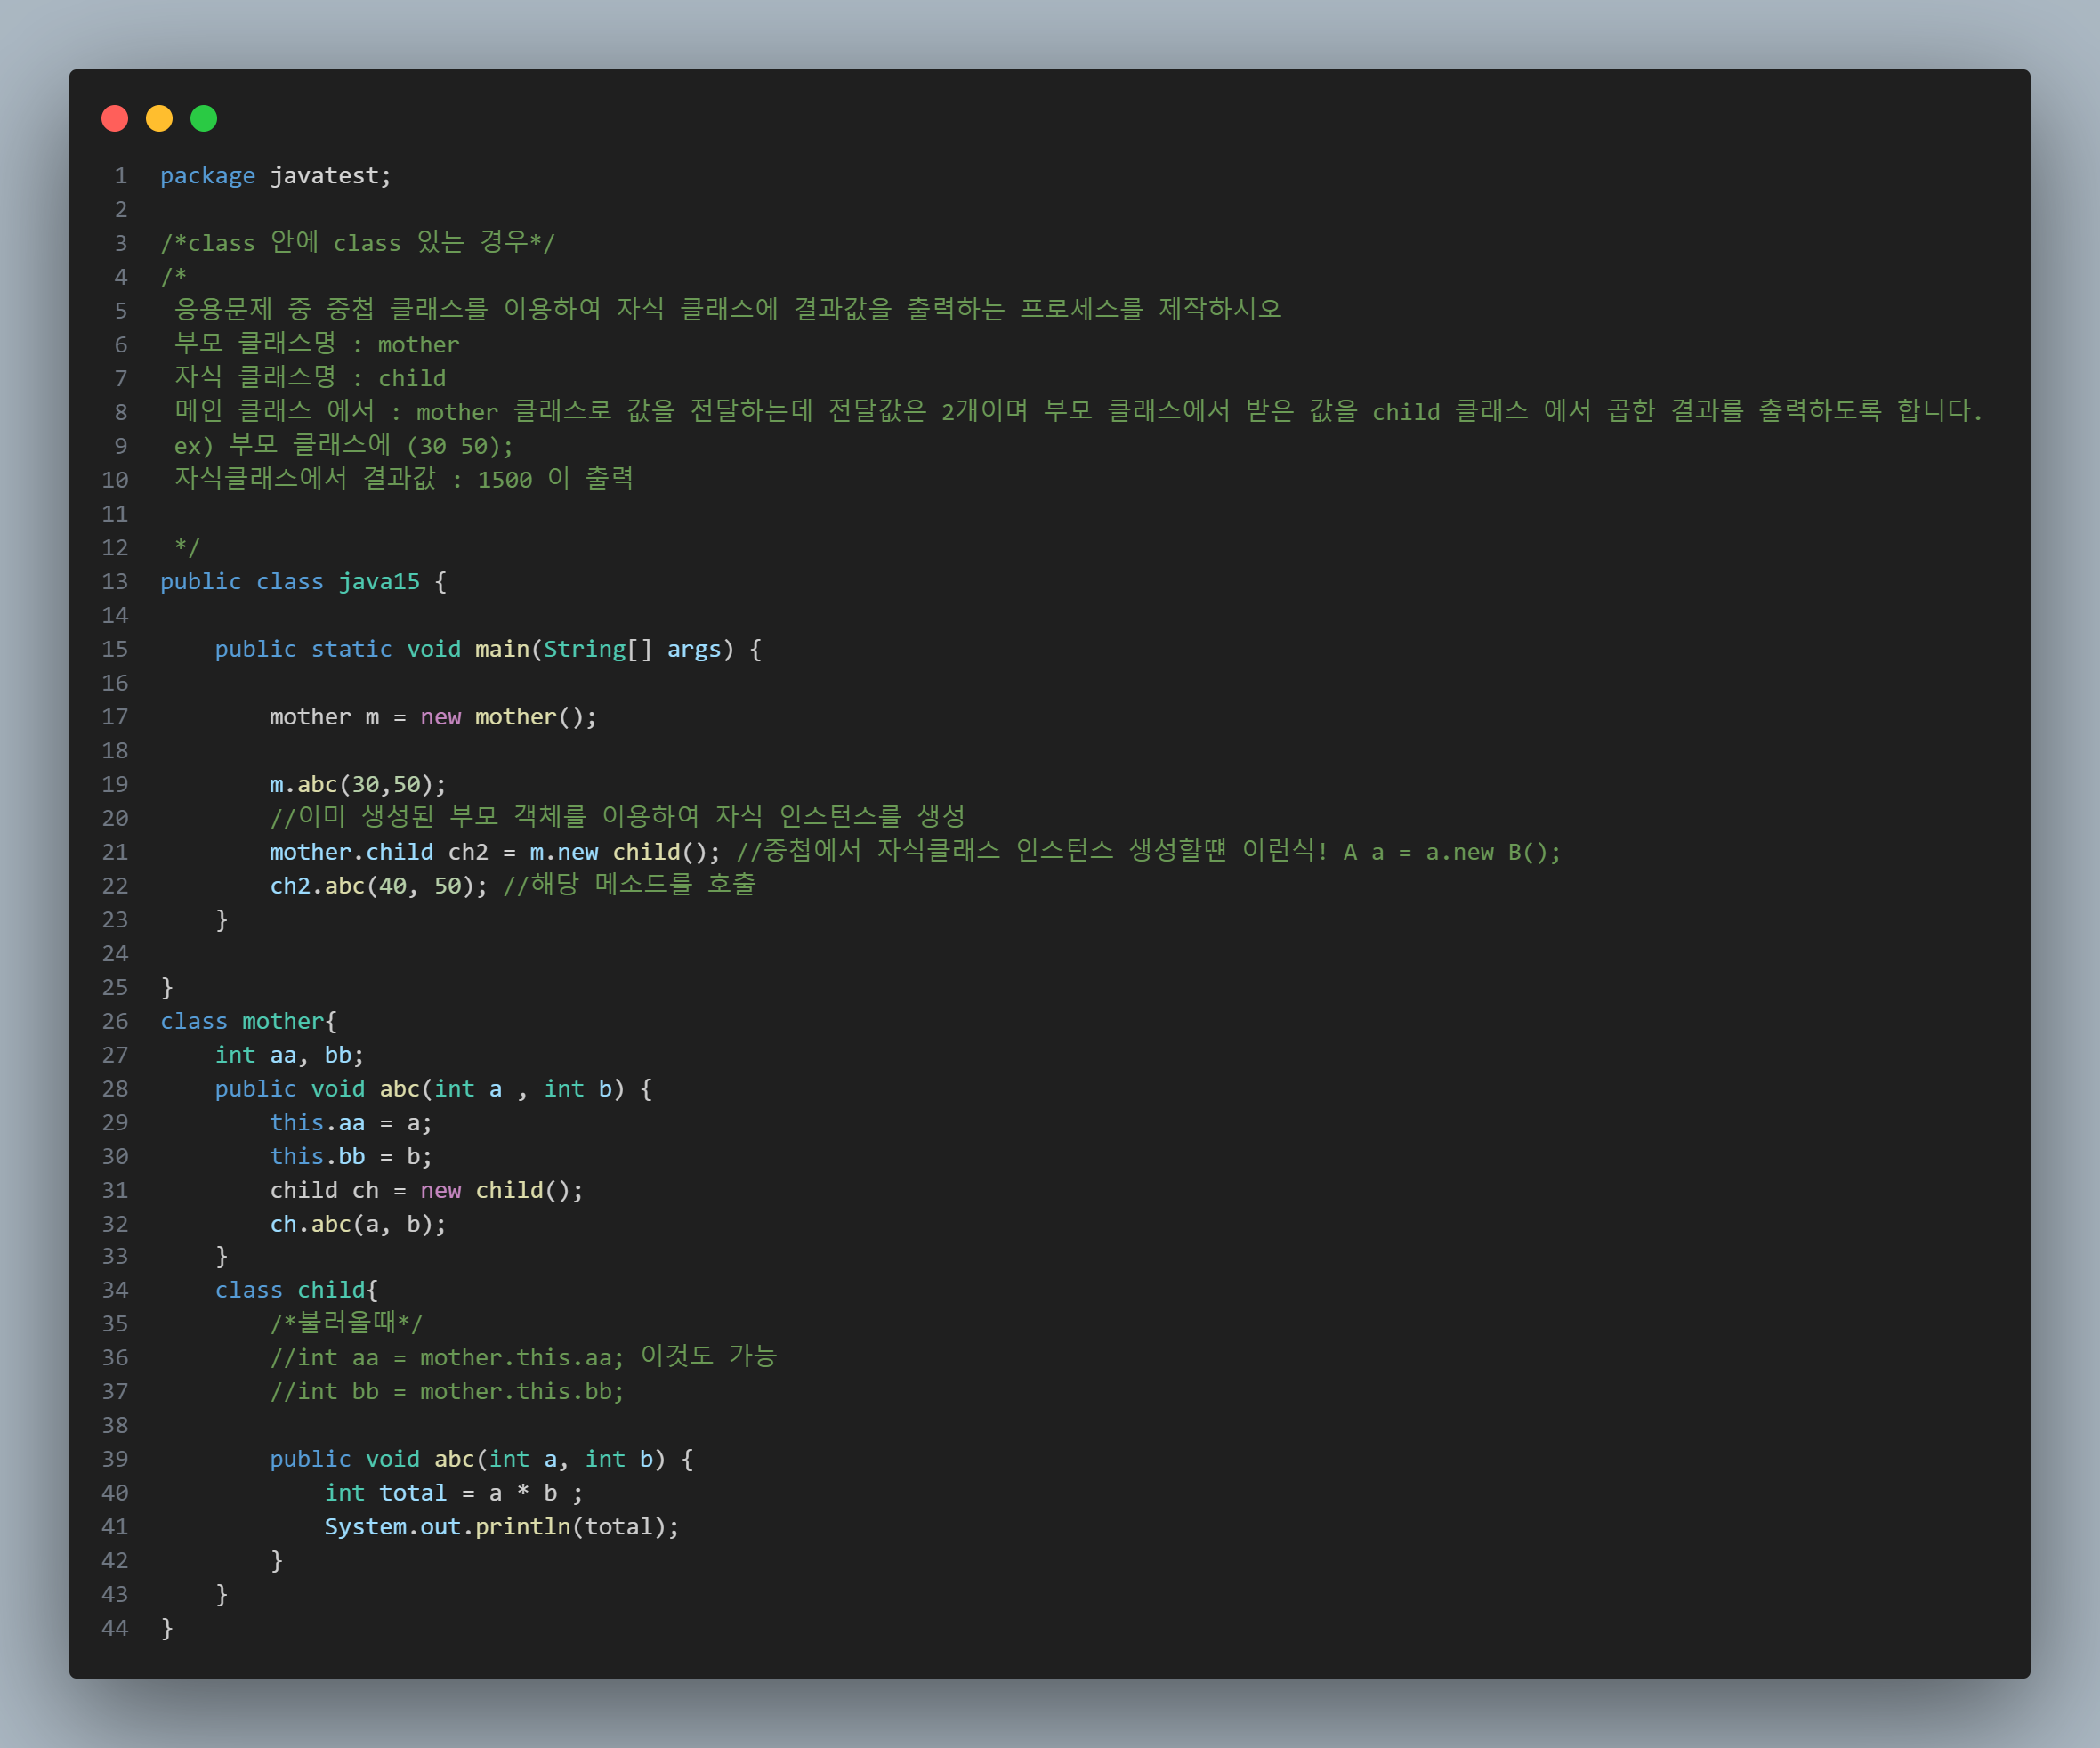 1 package javatest;
2
3 /*class 안에 class 있는 경우*/
4 /*
5  응용문제 중 중첩 클래스를 이용하여 자식 클래스에 결과값을 출력하는 프로세스를 제작하시오
6  부모 클래스명 : mother
7  자식 클래스명 : child
8  메인 클래스 에서 : mother 클래스로 값을 전달하는데 전달값은 2개이며 부모 클래스에서 받은 값을 child 클래스 에서 곱한 결과를 출력하도록 합니다.
9  ex) 부모 클래스에 (30 50);
10  자식클래스에서 결과값 : 1500 이 출력
11
12  */
13 public class java15 {
14
15     public static void main(String[] args) {
16
17         mother m = new mother();
18
19         m.abc(30,50);
20         //이미 생성된 부모 객체를 이용하여 자식 인스턴스를 생성
21         mother.child ch2 = m.new child(); //중첩에서 자식클래스 인스턴스 생성할떈 이런식! A a = a.new B();
22         ch2.abc(40, 50); //해당 메소드를 호출
23     }
24
25 }
26 class mother{
27     int aa, bb;
28     public void abc(int a , int b) {
29         this.aa = a;
30         this.bb = b;
31         child ch = new child();
32         ch.abc(a, b);
33     }
34     class child{
35         /*불러올때*/
36         //int aa = mother.this.aa; 이것도 가능
37         //int bb = mother.this.bb;
38
39         public void abc(int a, int b) {
40             int total = a * b ;
41             System.out.println(total);
42         }
43     }
44 }